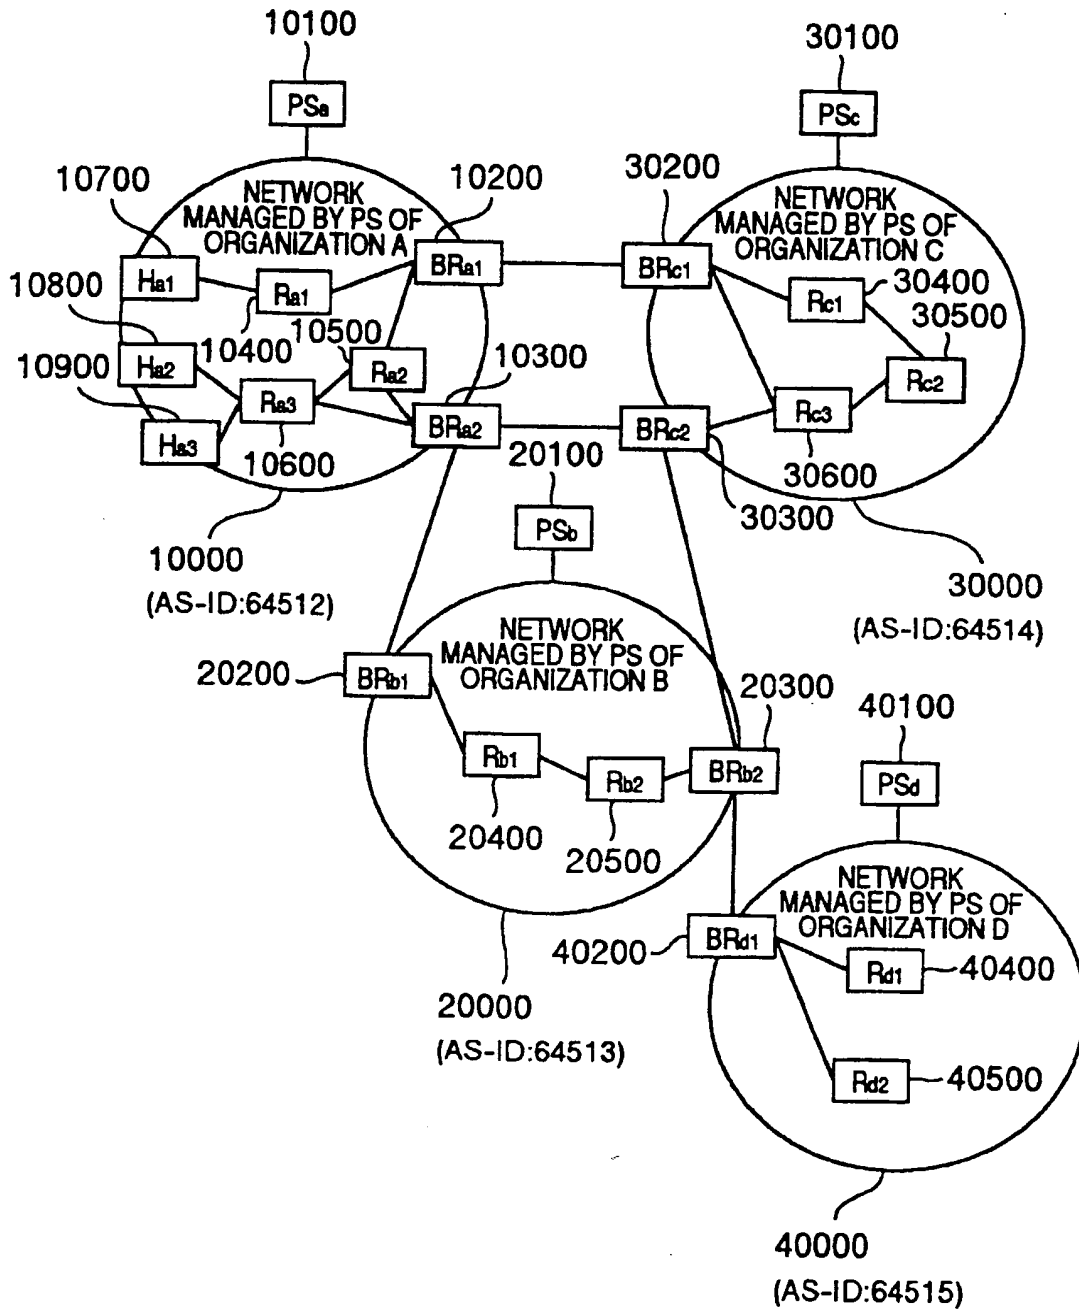 10100
30100
PSa
PSc
10700
10200
30200
NETWORK
MANAGED BY PS OF
ORGANIZATION A
NETWORK
MANAGED BY PS OF
ORGANIZATION C
Ha1
Ra1
BRa1
BRc1
Rc1
30400
10800
10400
10500
10300
30500
10900
Ha2
Ra2
Rc2
Ra3
Rc3
Ha3
BRa2
BRc2
10600
20100
30600
30300
PSb
10000
(AS-ID:64512)
30000
(AS-ID:64514)
NETWORK
MANAGED BY PS OF
ORGANIZATION B
20200
BRb1
20300
40100
Rb1
Rb2
BRb2
PSd
20400
20500
NETWORK
MANAGED BY PS OF
ORGANIZATION D
40200
BRd1
Rd1
40400
20000
(AS-ID:64513)
Rd2
40500
40000
(AS-ID:64515)